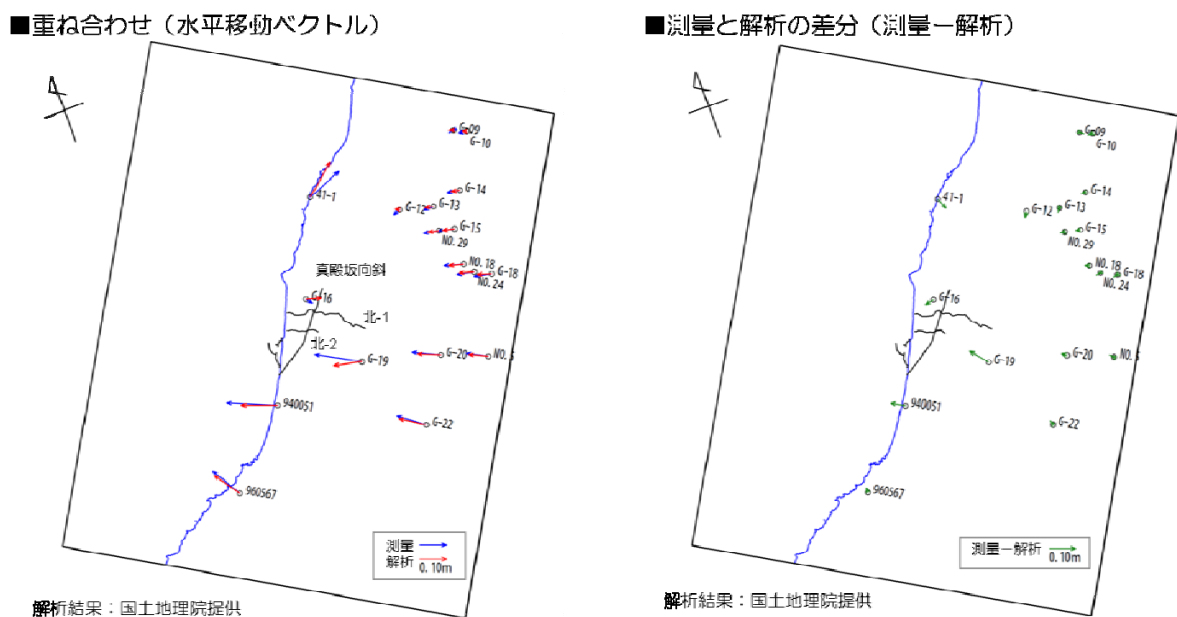 ■重ね合わせ（水平移動ベクトル）
G-09
G-10
G-14
41-1
G-12
G-13
G-15
NO.29
NO.18
G-18
NO.24
真殿坂向斜
G-16
北-1
北-2
G-19
G-20
940051
G-22
960567
測量
解析
0.10m
解析結果：国土地理院提供
■測量と解析の差分（測量－解析）
G-09
G-10
G-14
41-1
G-12
G-13
G-15
NO.29
NO.18
G-18
NO.24
G-16
G-19
G-20
940051
G-22
960567
測量－解析
0.10m
解析結果：国土地理院提供